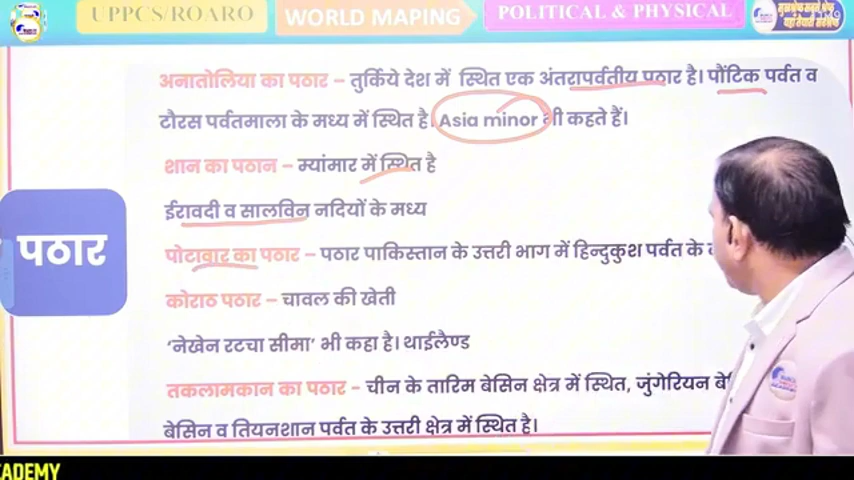 UPPCS/ROARO
WORLD MAPING
POLITICAL & PHYSICAL
अनातोलिया का पठार – तुर्किये देश में स्थित एक अंतरापर्वतीय पठार है। पौंटिक पर्वत व
टौरस पर्वतमाला के मध्य में स्थित है। Asia minor भी कहते हैं।
शान का पठान – म्यांमार में स्थित है
ईरावदी व सालविन नदियों के मध्य
पठार
पोटावार का पठार – पठार पाकिस्तान के उत्तरी भाग में हिन्दुकुश पर्वत के
कोराठ पठार – चावल की खेती
'नेखेन रटचा सीमा' भी कहा है। थाईलैण्ड
तकलामकान का पठार - चीन के तारिम बेसिन क्षेत्र में स्थित, जुंगेरियन
बेसिन व तियनशान पर्वत के उत्तरी क्षेत्र में स्थित है।
CADEMY